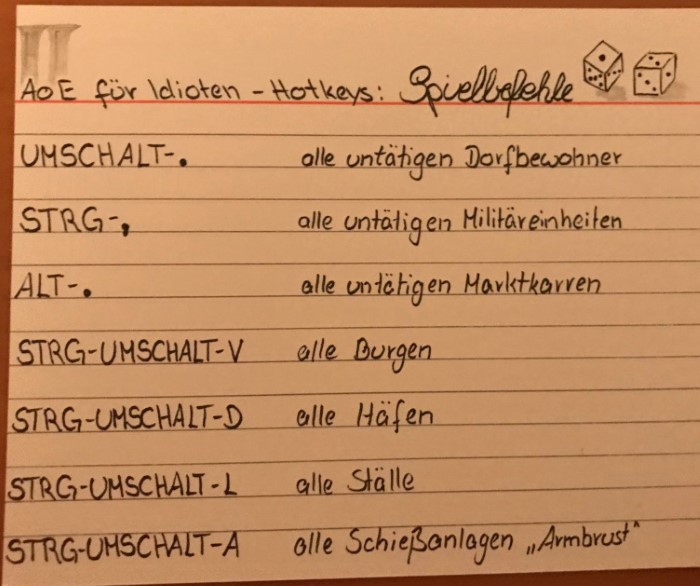 II
AoE für Idioten - Hotkeys: Spielbefehle
UMSCHALT-. alle untätigen Dorfbewohner
STRG-, alle untätigen Militäreinheiten
ALT-. alle untätigen Marktkarren
STRG-UMSCHALT-V alle Burgen
STRG-UMSCHALT-D alle Häfen
STRG-UMSCHALT-L alle Ställe
STRG-UMSCHALT-A alle Schießanlagen „Armbrust"